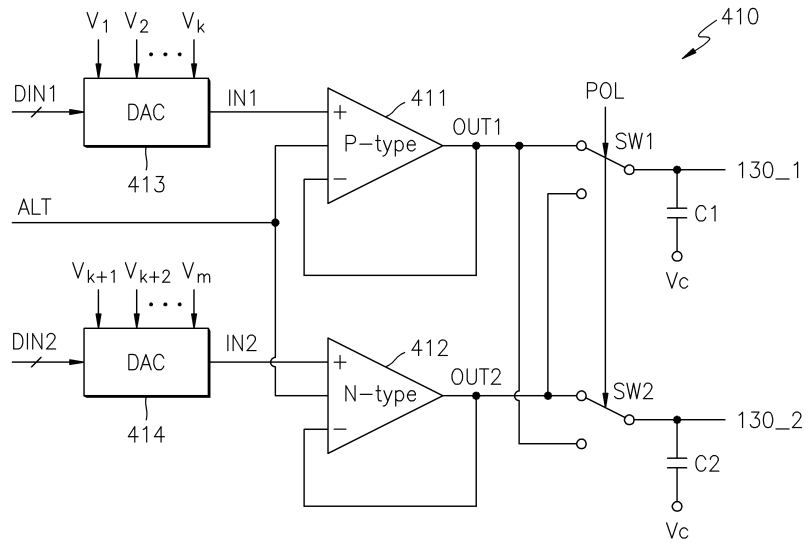 410
V1 V2 ... Vk
DIN1
DAC
413
IN1
+
P-type
−
411
OUT1
POL
SW1
130_1
C1
Vc
ALT
Vk+1 Vk+2 ... Vm
DIN2
DAC
414
IN2
+
N-type
−
412
OUT2
SW2
130_2
C2
Vc